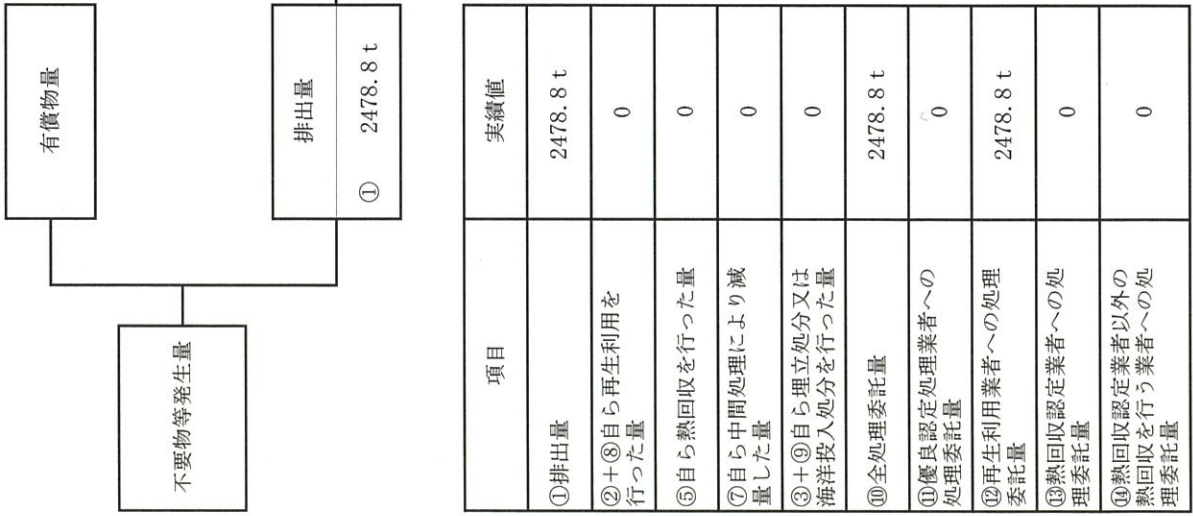 有償物量
不要物等発生量
排出量
① 2478.8 t
項目
実績値
①排出量
2478.8 t
②+⑧自ら再生利用を
行った量
0
⑤自ら熱回収を行った量
0
⑦自ら中間処理により減
量した量
0
③+⑨自ら埋立処分又は
海洋投入処分を行った量
0
⑩全処理委託量
2478.8 t
⑪優良認定処理業者への
処理委託量
0
⑫再生利用業者への処理
委託量
2478.8 t
⑬熱回収認定業者への処
理委託量
0
⑭熱回収認定業者以外の
熱回収を行う業者への処
理委託量
0